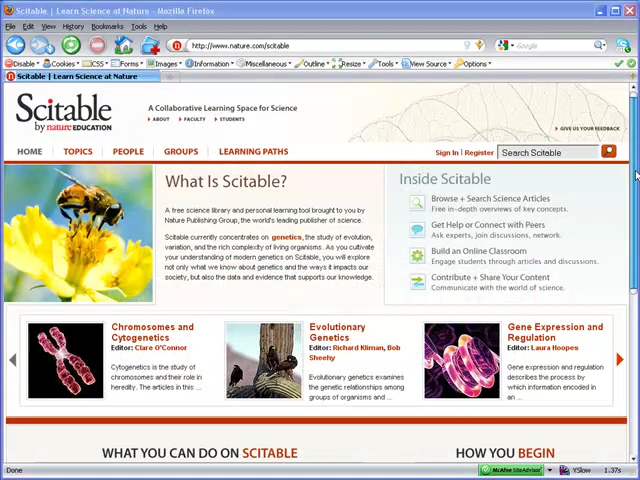 Scitable | Learn Science at Nature - Mozilla Firefox
File Edit View History Bookmarks Tools Help
http://www.nature.com/scitable
Google
Disable Cookies CSS Forms Images Information Miscellaneous Outline Resize Tools View Source Options
Scitable | Learn Science at Nature
Scitable
by nature EDUCATION
A Collaborative Learning Space for Science
ABOUT FACULTY STUDENTS
GIVE US YOUR FEEDBACK
HOME TOPICS PEOPLE GROUPS LEARNING PATHS
Sign In | Register Search Scitable
What Is Scitable?
A free science library and personal learning tool brought to you by
Nature Publishing Group, the world's leading publisher of science.
Scitable currently concentrates on genetics, the study of evolution,
variation, and the rich complexity of living organisms. As you cultivate
your understanding of modern genetics on Scitable, you will explore
not only what we know about genetics and the ways it impacts our
society, but also the data and evidence that supports our knowledge.
Inside Scitable
Browse + Search Science Articles
Free in-depth overviews of key concepts.
Get Help or Connect with Peers
Ask experts, join discussions, network.
Build an Online Classroom
Engage students through articles and discussions.
Contribute + Share Your Content
Communicate with the world of science.
Chromosomes and
Cytogenetics
Editor: Clare O'Connor
Cytogenetics is the study of
chromosomes and their role in
heredity. The articles in this ...
Evolutionary
Genetics
Editor: Richard Kliman, Bob
Sheehy
Evolutionary genetics examines
the genetic relationships among
groups of organisms and ...
Gene Expression and
Regulation
Editor: Laura Hoopes
Gene expression and regulation
describes the process by
which information encoded in
an ...
WHAT YOU CAN DO ON SCITABLE
HOW YOU BEGIN
Done
McAfee SiteAdvisor
YSlow
1.37s